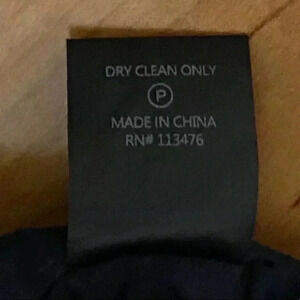 DRY CLEAN ONLY
P
MADE IN CHINA
RN# 113476